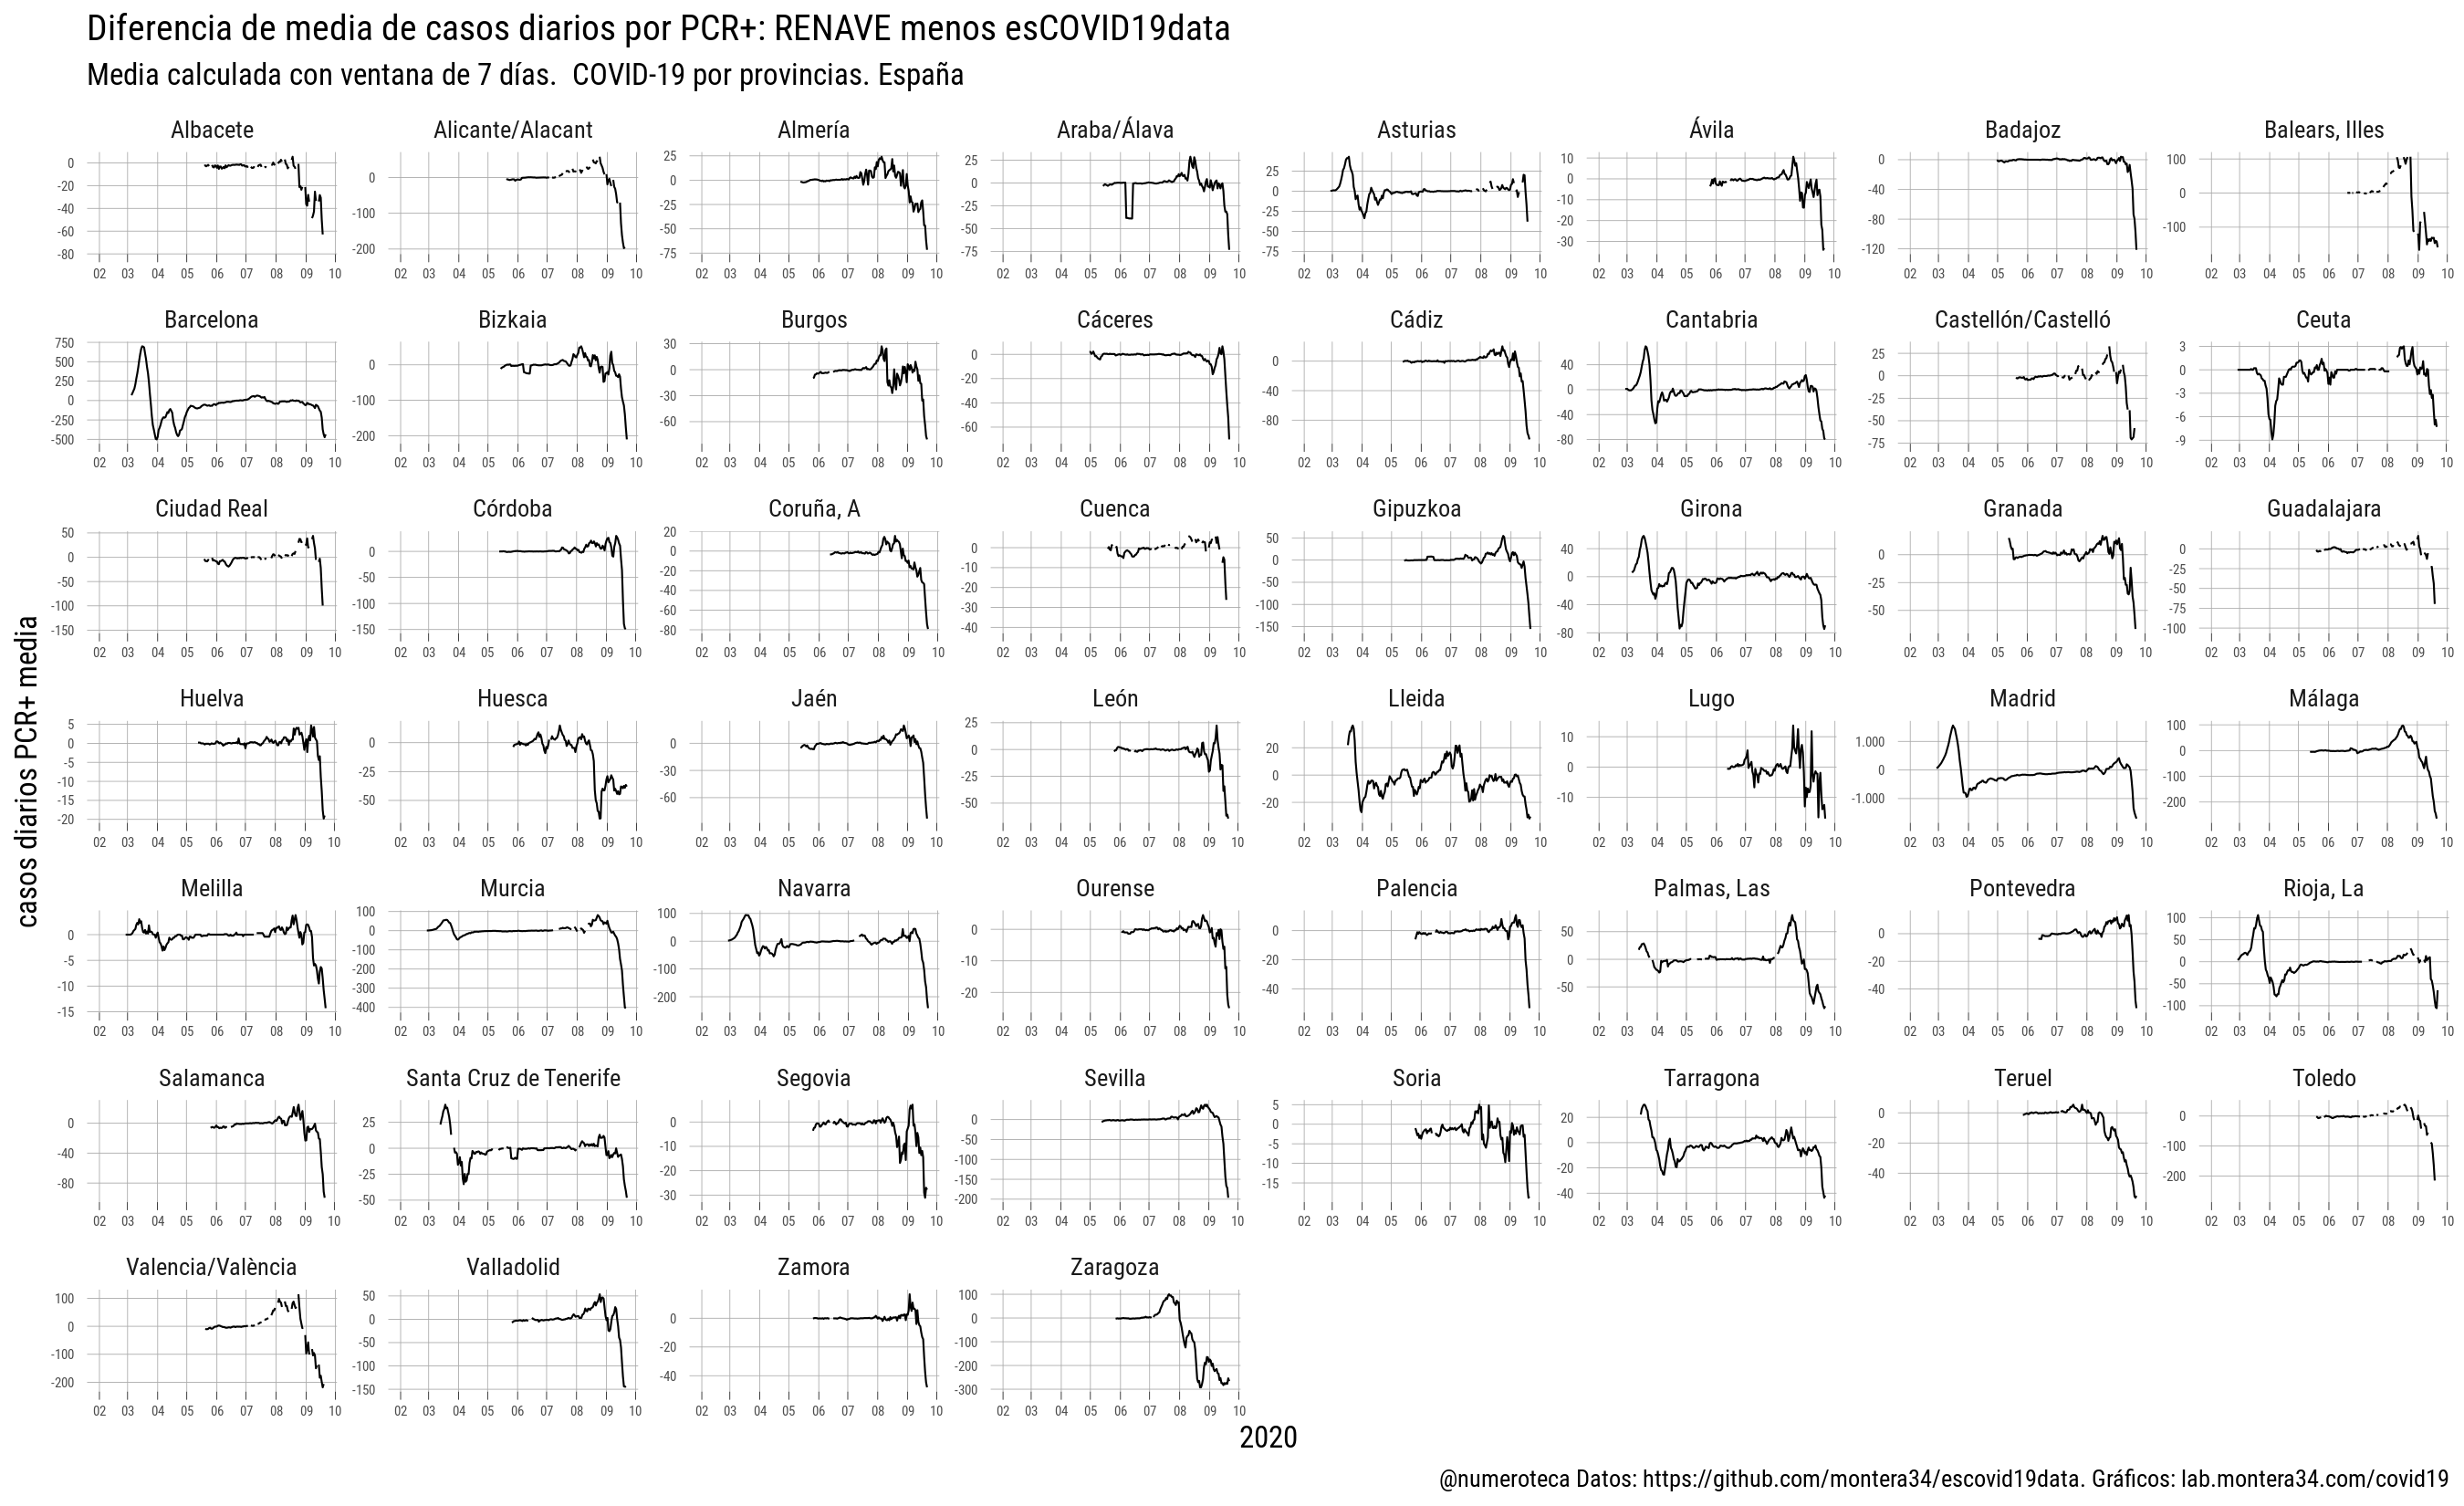 Diferencia de media de casos diarios por PCR+: RENAVE menos esCOVID19data
Media calculada con ventana de 7 días.  COVID-19 por provincias. España
casos diarios PCR+ media
Albacete Alicante/Alacant Almería Araba/Álava Asturias Ávila Badajoz Balears, Illes
0 -20 -40 -60 -80
0 -100 -200
25 0 -25 -50 -75
25 0 -25 -50 -75
25 0 -25 -50 -75
10 0 -10 -20 -30
0 -40 -80 -120
100 0 -100
02 03 04 05 06 07 08 09 10 02 03 04 05 06 07 08 09 10 02 03 04 05 06 07 08 09 10 02 03 04 05 06 07 08 09 10 02 03 04 05 06 07 08 09 10 02 03 04 05 06 07 08 09 10 02 03 04 05 06 07 08 09 10 02 03 04 05 06 07 08 09 10
Barcelona Bizkaia Burgos Cáceres Cádiz Cantabria Castellón/Castelló Ceuta
750 500 250 0 -250 -500
0 -100 -200
30 0 -30 -60
0 -20 -40 -60
0 -40 -80
40 0 -40 -80
25 0 -25 -50 -75
3 0 -3 -6 -9
02 03 04 05 06 07 08 09 10 02 03 04 05 06 07 08 09 10 02 03 04 05 06 07 08 09 10 02 03 04 05 06 07 08 09 10 02 03 04 05 06 07 08 09 10 02 03 04 05 06 07 08 09 10 02 03 04 05 06 07 08 09 10 02 03 04 05 06 07 08 09 10
Ciudad Real Córdoba Coruña, A Cuenca Gipuzkoa Girona Granada Guadalajara
50 0 -50 -100 -150
0 -50 -100 -150
20 0 -20 -40 -60 -80
0 -10 -20 -30 -40
50 0 -50 -100 -150
40 0 -40 -80
0 -25 -50
0 -25 -50 -75 -100
02 03 04 05 06 07 08 09 10 02 03 04 05 06 07 08 09 10 02 03 04 05 06 07 08 09 10 02 03 04 05 06 07 08 09 10 02 03 04 05 06 07 08 09 10 02 03 04 05 06 07 08 09 10 02 03 04 05 06 07 08 09 10 02 03 04 05 06 07 08 09 10
Huelva Huesca Jaén León Lleida Lugo Madrid Málaga
5 0 -5 -10 -15 -20
0 -25 -50
0 -30 -60
25 0 -25 -50
20 0 -20
10 0 -10
1.000 0 -1.000
100 0 -100 -200
02 03 04 05 06 07 08 09 10 02 03 04 05 06 07 08 09 10 02 03 04 05 06 07 08 09 10 02 03 04 05 06 07 08 09 10 02 03 04 05 06 07 08 09 10 02 03 04 05 06 07 08 09 10 02 03 04 05 06 07 08 09 10 02 03 04 05 06 07 08 09 10
Melilla Murcia Navarra Ourense Palencia Palmas, Las Pontevedra Rioja, La
0 -5 -10 -15
100 0 -100 -200 -300 -400
100 0 -100 -200
0 -10 -20
0 -20 -40
50 0 -50
0 -20 -40
100 50 0 -50 -100
02 03 04 05 06 07 08 09 10 02 03 04 05 06 07 08 09 10 02 03 04 05 06 07 08 09 10 02 03 04 05 06 07 08 09 10 02 03 04 05 06 07 08 09 10 02 03 04 05 06 07 08 09 10 02 03 04 05 06 07 08 09 10 02 03 04 05 06 07 08 09 10
Salamanca Santa Cruz de Tenerife Segovia Sevilla Soria Tarragona Teruel Toledo
0 -40 -80
25 0 -25 -50
0 -10 -20 -30
0 -50 -100 -150 -200
5 0 -5 -10 -15
20 0 -20 -40
0 -20 -40
0 -100 -200
02 03 04 05 06 07 08 09 10 02 03 04 05 06 07 08 09 10 02 03 04 05 06 07 08 09 10 02 03 04 05 06 07 08 09 10 02 03 04 05 06 07 08 09 10 02 03 04 05 06 07 08 09 10 02 03 04 05 06 07 08 09 10 02 03 04 05 06 07 08 09 10
Valencia/València Valladolid Zamora Zaragoza
100 0 -100 -200
50 0 -50 -100 -150
0 -20 -40
100 0 -100 -200 -300
02 03 04 05 06 07 08 09 10 02 03 04 05 06 07 08 09 10 02 03 04 05 06 07 08 09 10 02 03 04 05 06 07 08 09 10
2020
@numeroteca Datos: https://github.com/montera34/escovid19data. Gráficos: lab.montera34.com/covid19